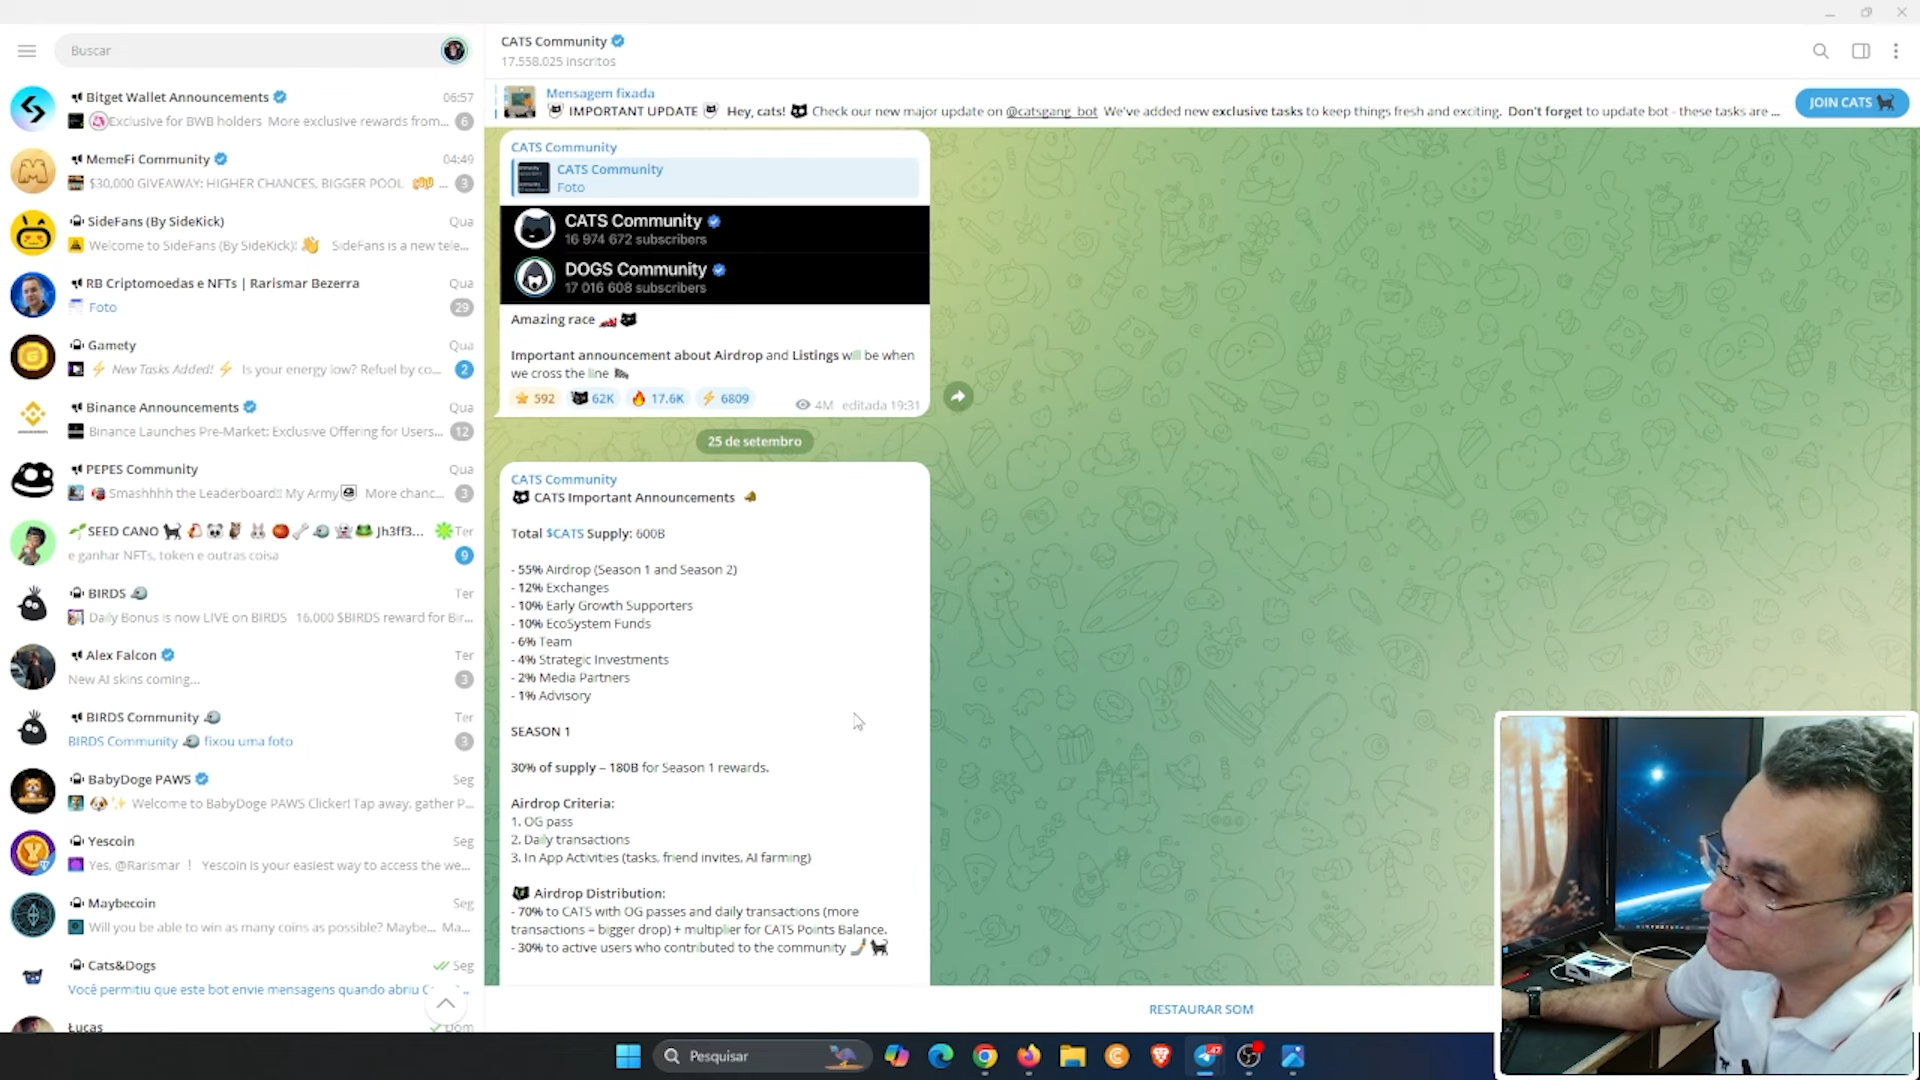 Buscar
Bitget Wallet Announcements 06:57
Exclusive for BWB holders More exclusive rewards from... 6
MemeFi Community 04:49
$30,000 GIVEAWAY: HIGHER CHANCES, BIGGER POOL ... 3
SideFans (By SideKick) Qua
Welcome to SideFans (By SideKick)! SideFans is a new tele...
RB Criptomoedas e NFTs | Rarismar Bezerra Qua
Foto 29
Gamety Qua
⚡ New Tasks Added! ⚡ Is your energy low? Refuel by co... 2
Binance Announcements Qua
Binance Launches Pre-Market: Exclusive Offering for Users... 12
PEPES Community Qua
Smashhhh the Leaderboard!! My Army More chanc... 3
SEED CANO Jh3ff3... Ter
e ganhar NFTs, token e outras coisa 9
BIRDS Ter
Daily Bonus is now LIVE on BIRDS 16,000 $BIRDS reward for Bir...
Alex Falcon Ter
New AI skins coming... 3
BIRDS Community Ter
BIRDS Community fixou uma foto 3
BabyDoge PAWS Seg
Welcome to BabyDoge PAWS Clicker! Tap away, gather P...
Yescoin Seg
Yes, @Rarismar ! Yescoin is your easiest way to access the we...
Maybecoin Seg
Will you be able to win as many coins as possible? Maybe... Ma...
Cats&Dogs Seg
Você permitiu que este bot envie mensagens quando abriu C
Łucas Dom
CATS Community
17.558.025 inscritos
Mensagem fixada
IMPORTANT UPDATE Hey, cats! Check our new major update on @catsgang_bot We've added new exclusive tasks to keep things fresh and exciting. Don't forget to update bot - these tasks are ...
JOIN CATS
CATS Community
CATS Community
Foto
CATS Community
16 974 672 subscribers
DOGS Community
17 016 608 subscribers
Amazing race
Important announcement about Airdrop and Listings will be when
we cross the line
592 62K 17.6K 6809 4M editada 19:31
25 de setembro
CATS Community
CATS Important Announcements
Total $CATS Supply: 600B
- 55% Airdrop (Season 1 and Season 2)
- 12% Exchanges
- 10% Early Growth Supporters
- 10% EcoSystem Funds
- 6% Team
- 4% Strategic Investments
- 2% Media Partners
- 1% Advisory
SEASON 1
30% of supply – 180B for Season 1 rewards.
Airdrop Criteria:
1. OG pass
2. Daily transactions
3. In App Activities (tasks, friend invites, AI farming)
Airdrop Distribution:
- 70% to CATS with OG passes and daily transactions (more
transactions = bigger drop) + multiplier for CATS Points Balance.
- 30% to active users who contributed to the community
RESTAURAR SOM
Pesquisar